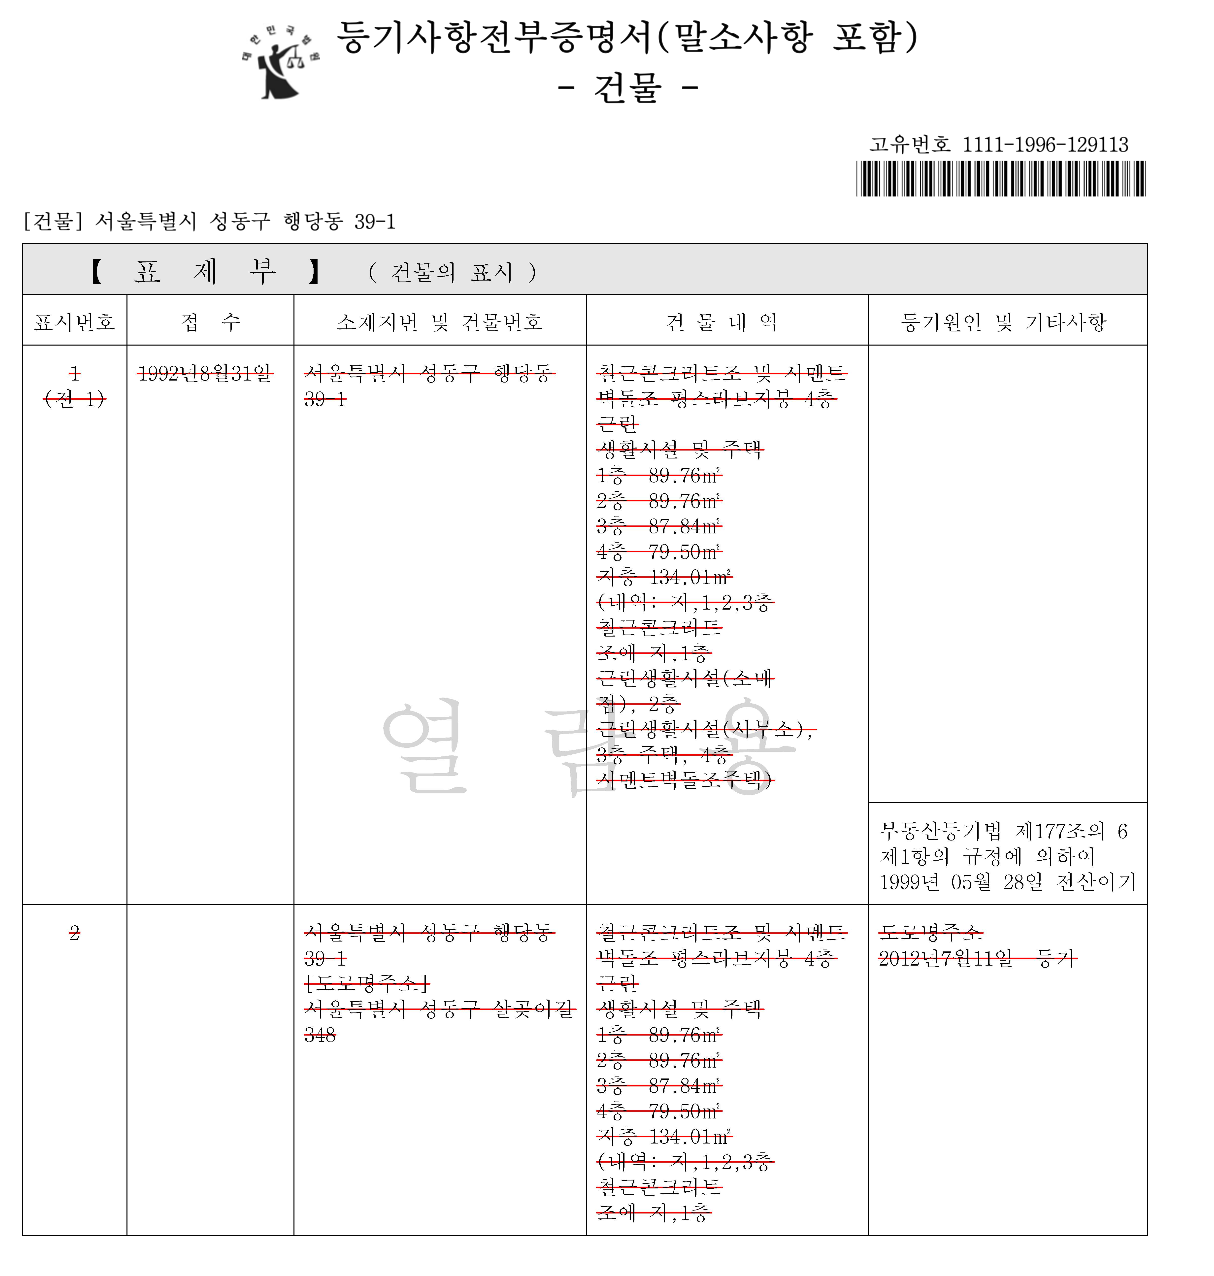 대한민국법원
등기사항전부증명서(말소사항 포함)
- 건물 -
고유번호 1111-1996-129113
[건물] 서울특별시 성동구 행당동 39-1
【 표 제 부 】 ( 건물의 표시 )
표시번호 접 수 소재지번 및 건물번호 건 물 내 역 등기원인 및 기타사항
1 1992년8월31일 서울특별시 성동구 행당동 철근콘크리트조 및 시멘트
(전 1) 39-1 벽돌조 평스라브지붕 4층
근린
생활시설 및 주택
1층 89.76㎡
2층 89.76㎡
3층 87.84㎡
4층 79.50㎡
지층 134.01㎡
(내역: 지,1,2,3층
철근콘크리트
조에 지,1층
근린생활시설(소매
점), 2층
근린생활시설(사무소),
3층 주택, 4층
시멘트벽돌조주택)
열 람 용
부동산등기법 제177조의 6
제1항의 규정에 의하여
1999년 05월 28일 전산이기
2 서울특별시 성동구 행당동 철근콘크리트조 및 시멘트 도로명주소
39-1 벽돌조 평스라브지붕 4층 2012년7월11일 등기
[도로명주소] 근린
서울특별시 성동구 살곶이길 생활시설 및 주택
348 1층 89.76㎡
2층 89.76㎡
3층 87.84㎡
4층 79.50㎡
지층 134.01㎡
(내역: 지,1,2,3층
철근콘크리트
조에 지,1층